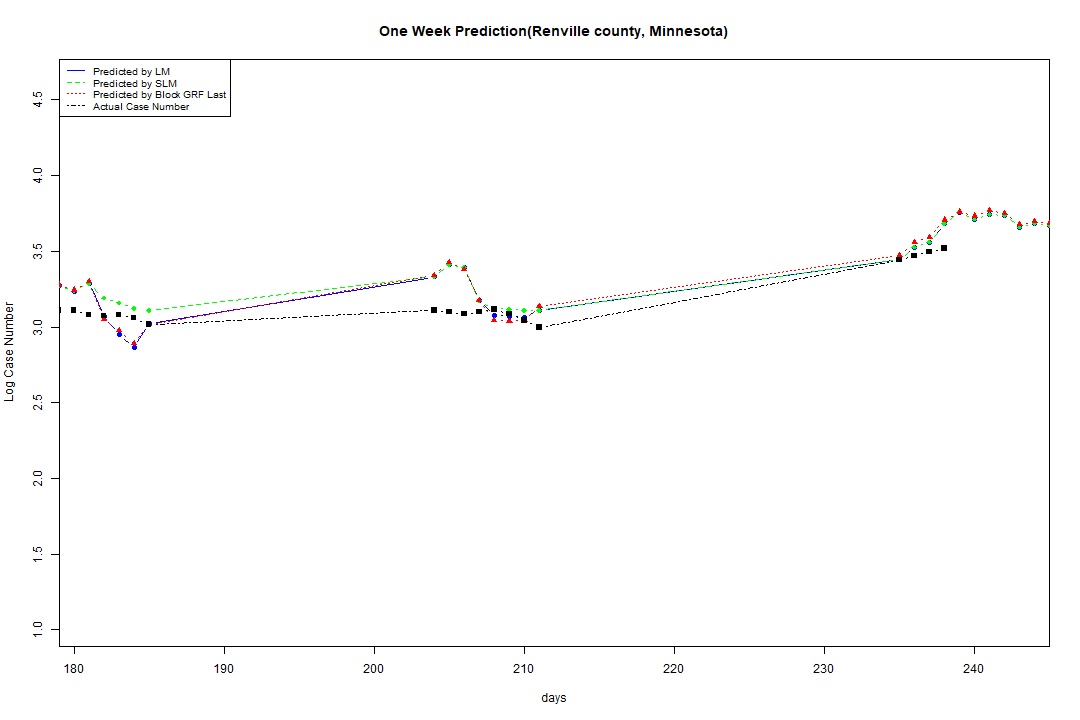 One Week Prediction(Renville county, Minnesota)
Predicted by LM
Predicted by SLM
Predicted by Block GRF Last
Actual Case Number
Log Case Number
4.5
4.0
3.5
3.0
2.5
2.0
1.5
1.0
180 190 200 210 220 230 240
days